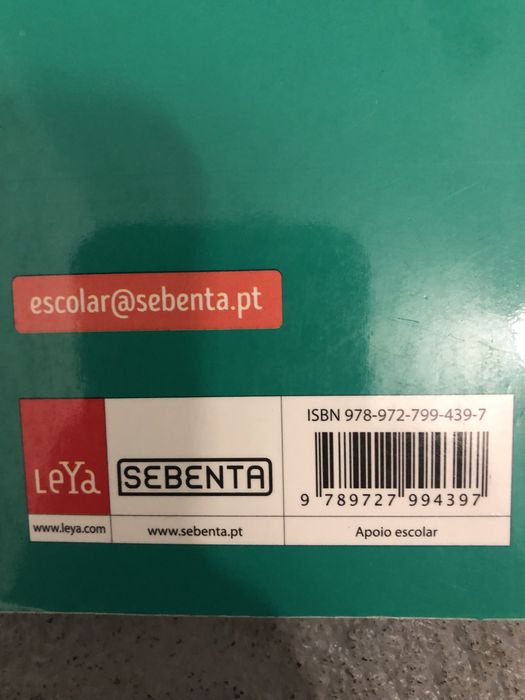 escolar@sebenta.pt
LeYa
SEBENTA
ISBN 978-972-799-439-7
9 789727 994397
www.leya.com
www.sebenta.pt
Apoio escolar